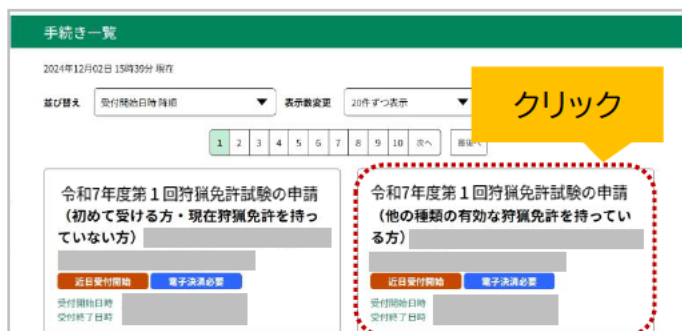 手続き一覧
2024年12月02日 15時39分 現在
並び替え 受付開始日時 降順 ▼ 表示数変更 20件ずつ表示 ▼
クリック
1 2 3 4 5 6 7 8 9 10 次へ 最後へ
令和7年度第1回狩猟免許試験の申請
(初めて受ける方・現在狩猟免許を持っ
ていない方)
近日受付開始 電子決済必要
受付開始日時
受付終了日時
令和7年度第1回狩猟免許試験の申請
(他の種類の有効な狩猟免許を持ってい
る方)
近日受付開始 電子決済必要
受付開始日時
受付終了日時